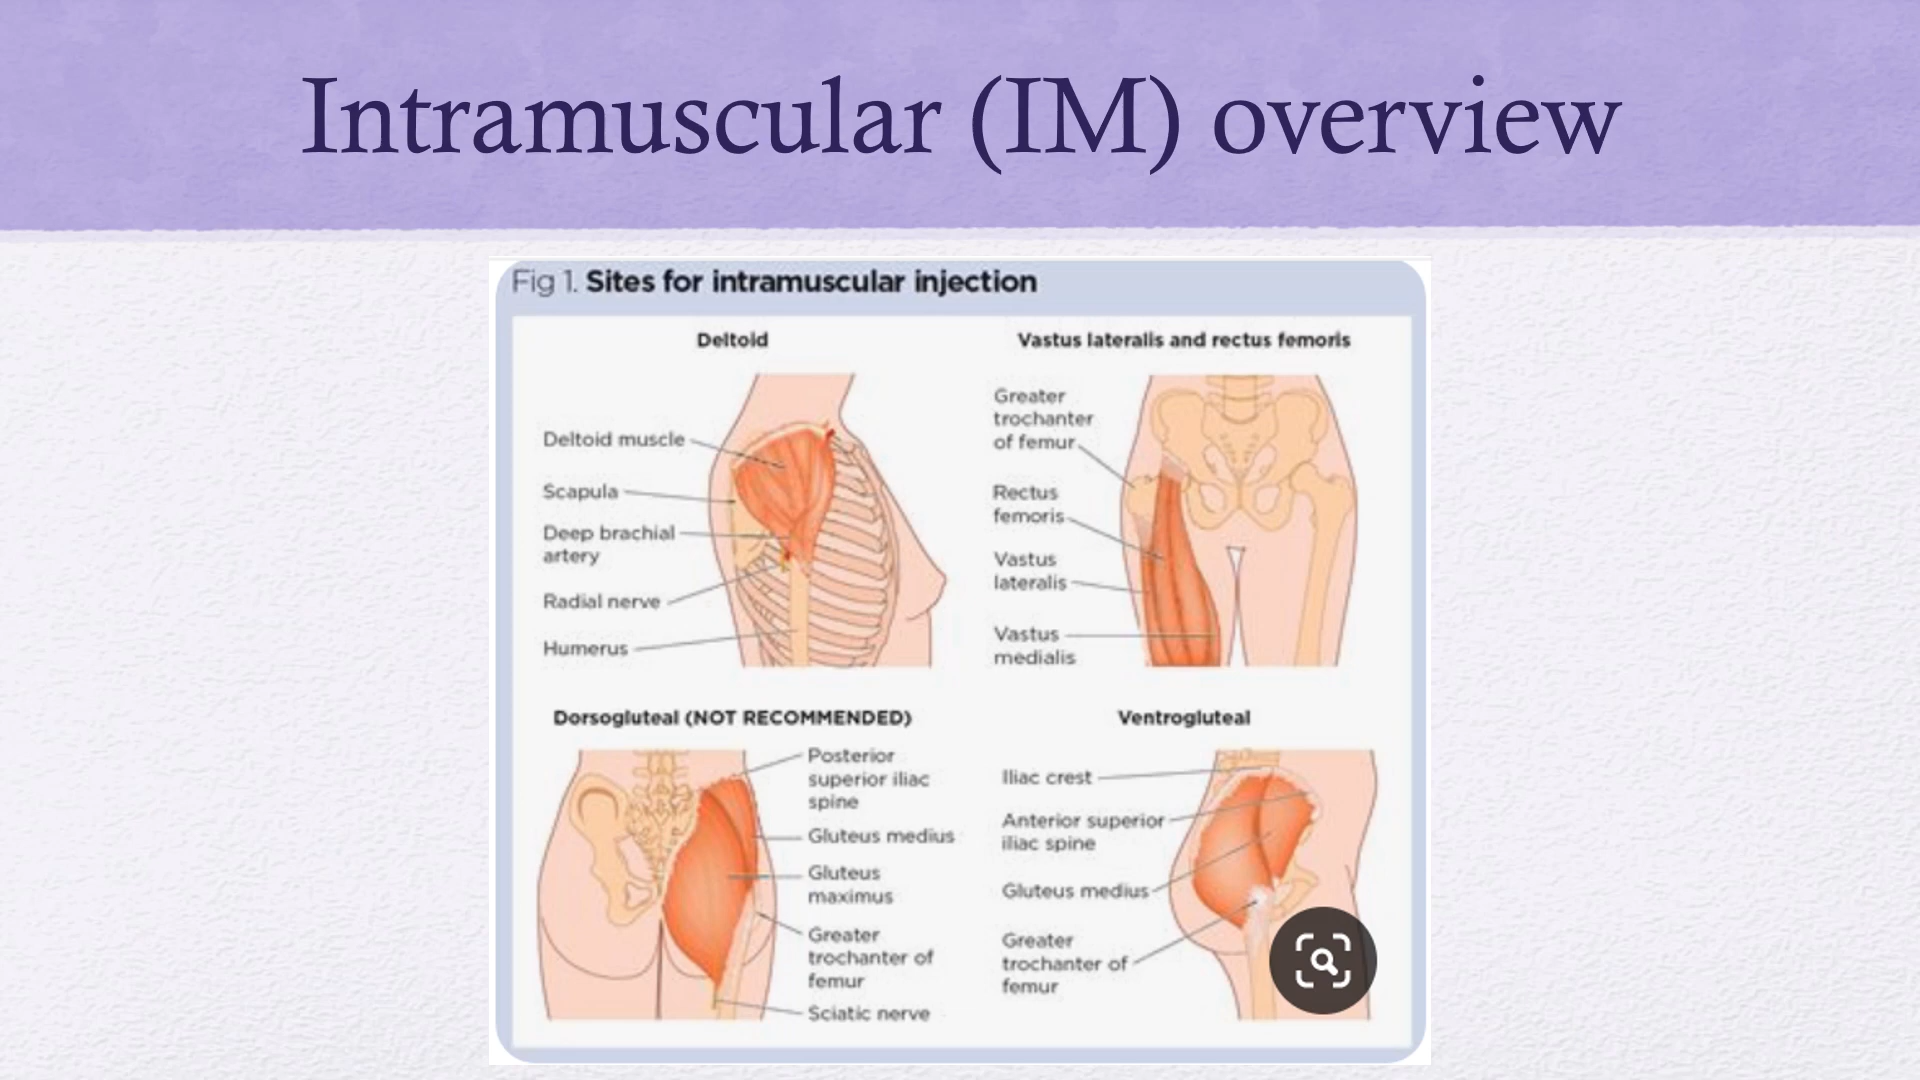 Intramuscular (IM) overview
Fig 1. Sites for intramuscular injection
Deltoid
Deltoid muscle
Scapula
Deep brachial
artery
Radial nerve
Humerus
Vastus lateralis and rectus femoris
Greater
trochanter
of femur
Rectus
femoris
Vastus
lateralis
Vastus
medialis
Dorsogluteal (NOT RECOMMENDED)
Posterior
superior iliac
spine
Gluteus medius
Gluteus
maximus
Greater
trochanter of
femur
Sciatic nerve
Ventrogluteal
Iliac crest
Anterior superior
iliac spine
Gluteus medius
Greater
trochanter of
femur